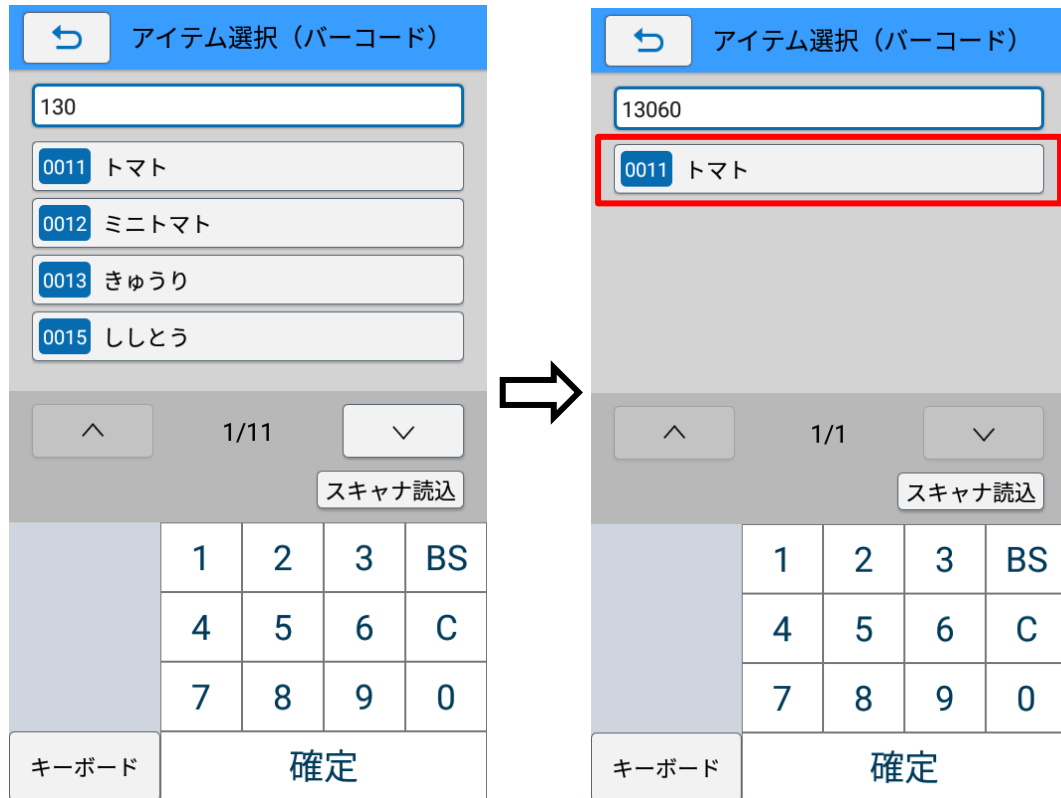 アイテム選択（バーコード）
130
0011 トマト
0012 ミニトマト
0013 きゅうり
0015 ししとう
1/11
スキャナ読込
1 2 3 BS
4 5 6 C
7 8 9 0
キーボード 確定
アイテム選択（バーコード）
13060
0011 トマト
1/1
スキャナ読込
1 2 3 BS
4 5 6 C
7 8 9 0
キーボード 確定